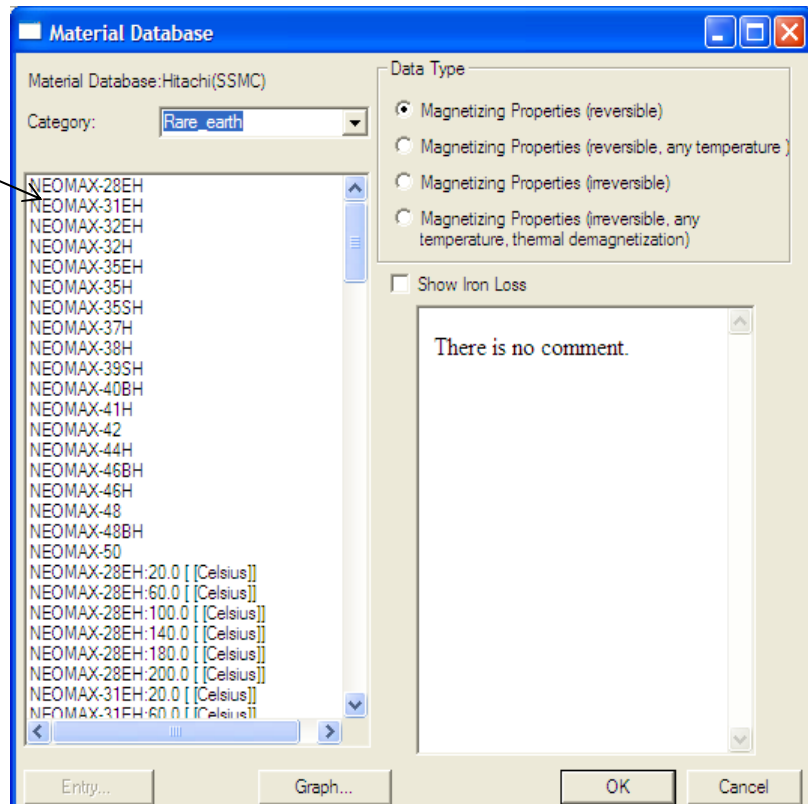 Material Database
Material Database:Hitachi(SSMC)
Category:
Rare_earth
NEOMAX-28EH
NEOMAX-31EH
NEOMAX-32EH
NEOMAX-32H
NEOMAX-35EH
NEOMAX-35H
NEOMAX-35SH
NEOMAX-37H
NEOMAX-38H
NEOMAX-39SH
NEOMAX-40BH
NEOMAX-41H
NEOMAX-42
NEOMAX-44H
NEOMAX-46BH
NEOMAX-46H
NEOMAX-48
NEOMAX-48BH
NEOMAX-50
NEOMAX-28EH:20.0 [ [Celsius]]
NEOMAX-28EH:60.0 [ [Celsius]]
NEOMAX-28EH:100.0 [ [Celsius]]
NEOMAX-28EH:140.0 [ [Celsius]]
NEOMAX-28EH:180.0 [ [Celsius]]
NEOMAX-28EH:200.0 [ [Celsius]]
NEOMAX-31EH:20.0 [ [Celsius]]
NEOMAX-31EH:60.0 [ [Celsius]]
Data Type
Magnetizing Properties (reversible)
Magnetizing Properties (reversible, any temperature )
Magnetizing Properties (irreversible)
Magnetizing Properties (irreversible, any
temperature, thermal demagnetization)
Show Iron Loss
There is no comment.
Entry...
Graph...
OK
Cancel